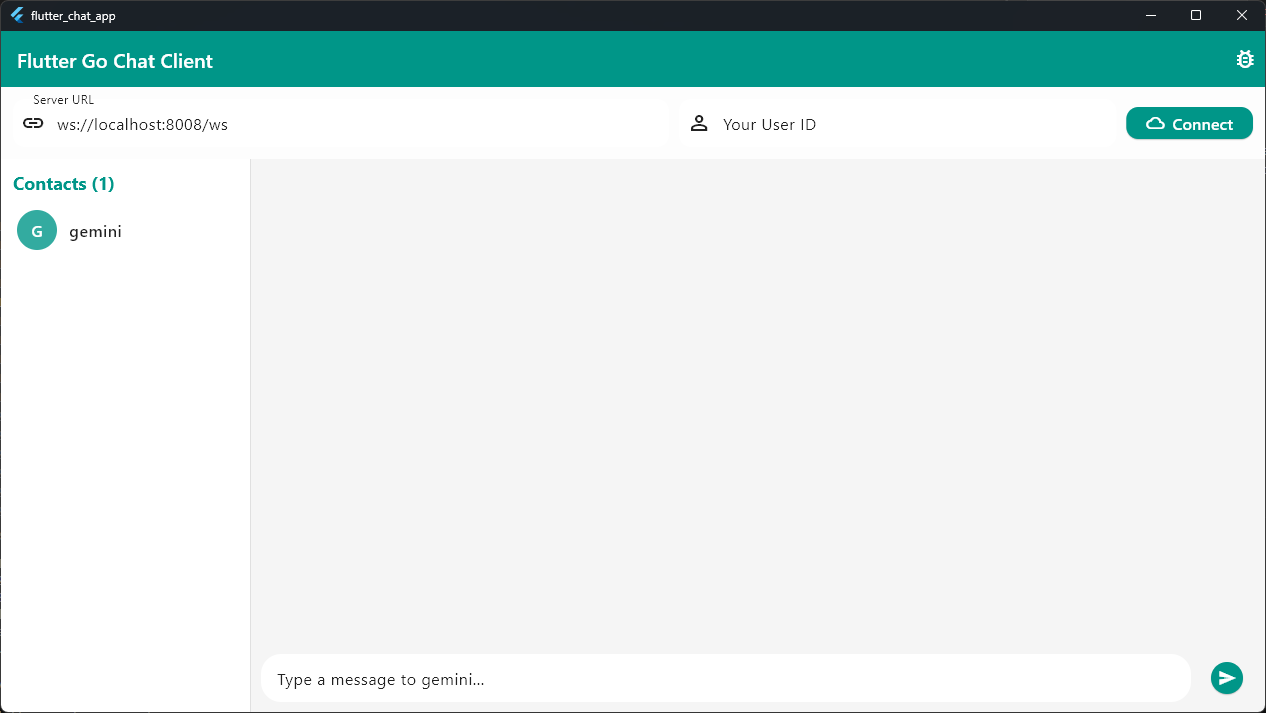 flutter_chat_app
Flutter Go Chat Client
Server URL
ws://localhost:8008/ws
Your User ID
Connect
Contacts (1)
G
gemini
Type a message to gemini...